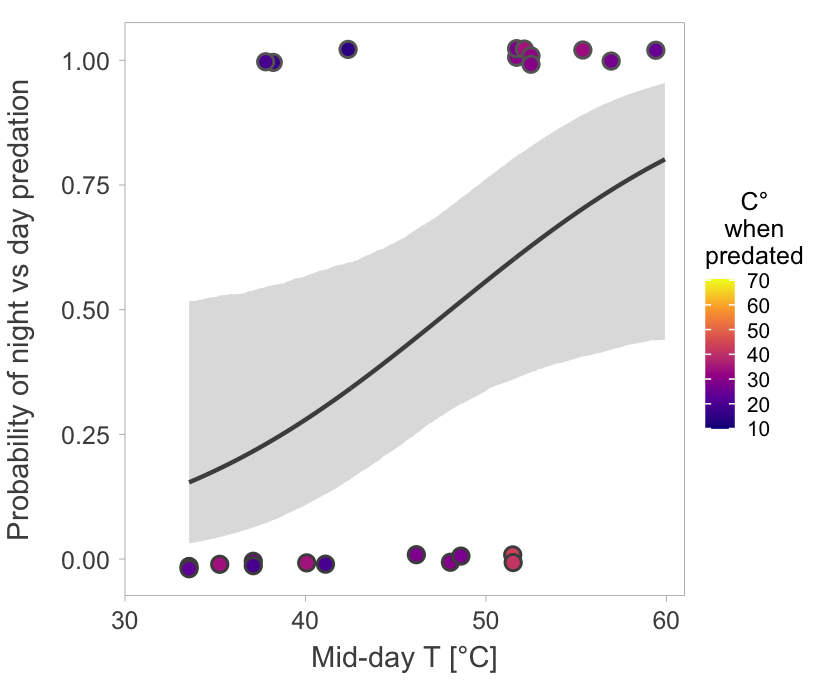 Probability of night vs day predation
1.00
0.75
0.50
0.25
0.00
30 40 50 60
Mid-day T [°C]
C°
when
predated
70
60
50
40
30
20
10